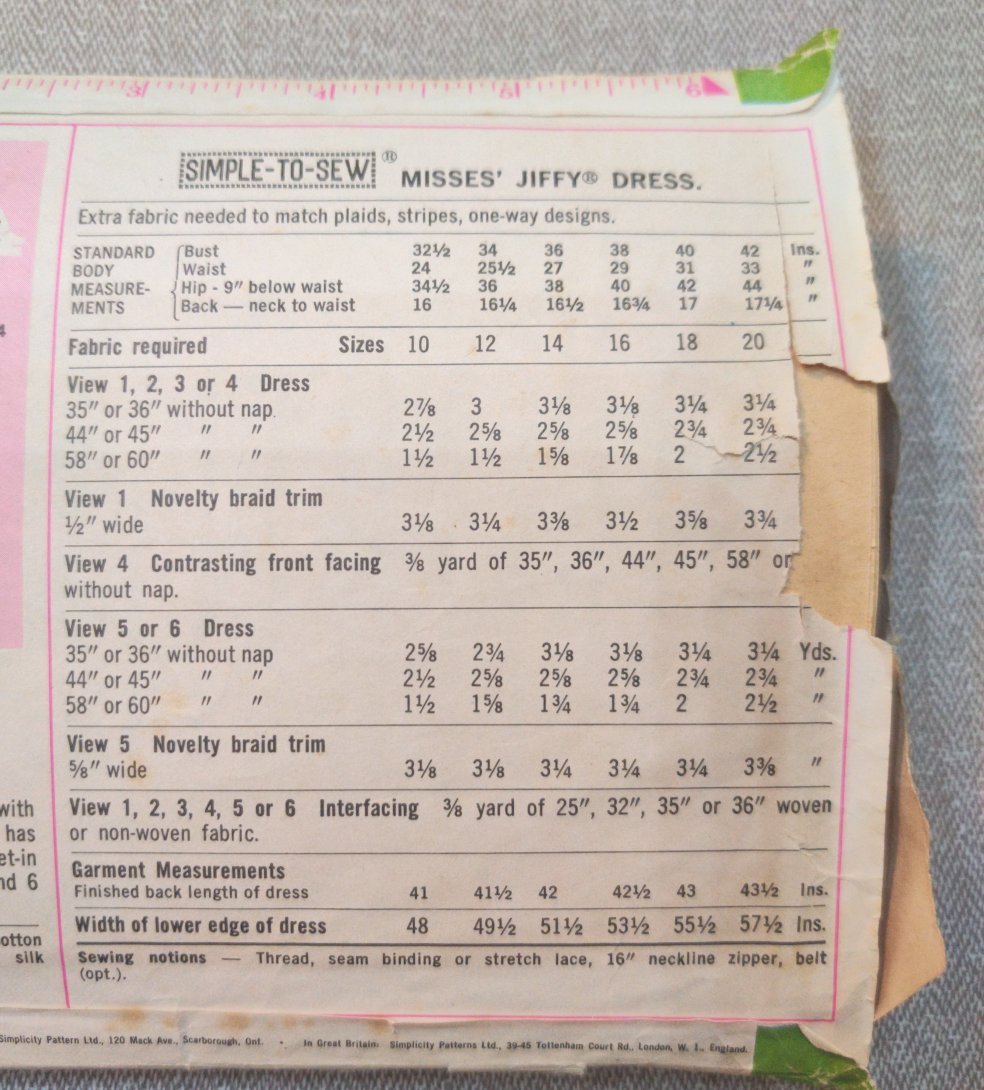 3 4 5 6
SIMPLE-TO-SEW ® MISSES' JIFFY® DRESS.
Extra fabric needed to match plaids, stripes, one-way designs.
STANDARD Bust 32½ 34 36 38 40 42 Ins.
BODY Waist 24 25½ 27 29 31 33 "
MEASURE- Hip - 9" below waist 34½ 36 38 40 42 44 "
MENTS Back — neck to waist 16 16¼ 16½ 16¾ 17 17¼ "
Fabric required Sizes 10 12 14 16 18 20
View 1, 2, 3 or 4 Dress
35" or 36" without nap 2⅞ 3 3⅛ 3⅛ 3¼ 3¼
44" or 45" " " 2½ 2⅝ 2⅝ 2⅝ 2¾ 2¾
58" or 60" " " 1½ 1½ 1⅝ 1⅞ 2 2½
View 1 Novelty braid trim
½" wide 3⅛ 3¼ 3⅜ 3½ 3⅝ 3¾
View 4 Contrasting front facing ⅜ yard of 35", 36", 44", 45", 58" or
without nap.
View 5 or 6 Dress
35" or 36" without nap 2⅝ 2¾ 3⅛ 3⅛ 3¼ 3¼ Yds.
44" or 45" " " 2½ 2⅝ 2⅝ 2⅝ 2¾ 2¾ "
58" or 60" " " 1½ 1⅝ 1¾ 1¾ 2 2½ "
View 5 Novelty braid trim
⅝" wide 3⅛ 3⅛ 3¼ 3¼ 3¼ 3⅜ "
View 1, 2, 3, 4, 5 or 6 Interfacing ⅜ yard of 25", 32", 35" or 36" woven
or non-woven fabric.
Garment Measurements
Finished back length of dress 41 41½ 42 42½ 43 43½ Ins.
Width of lower edge of dress 48 49½ 51½ 53½ 55½ 57½ Ins.
Sewing notions — Thread, seam binding or stretch lace, 16" neckline zipper, belt
(opt.).
4
with
has
et-in
nd 6
otton
silk
Simplicity Pattern Ltd., 120 Mack Ave., Scarborough, Ont. • In Great Britain: Simplicity Patterns Ltd., 39-45 Tottenham Court Rd., London, W. 1., England.